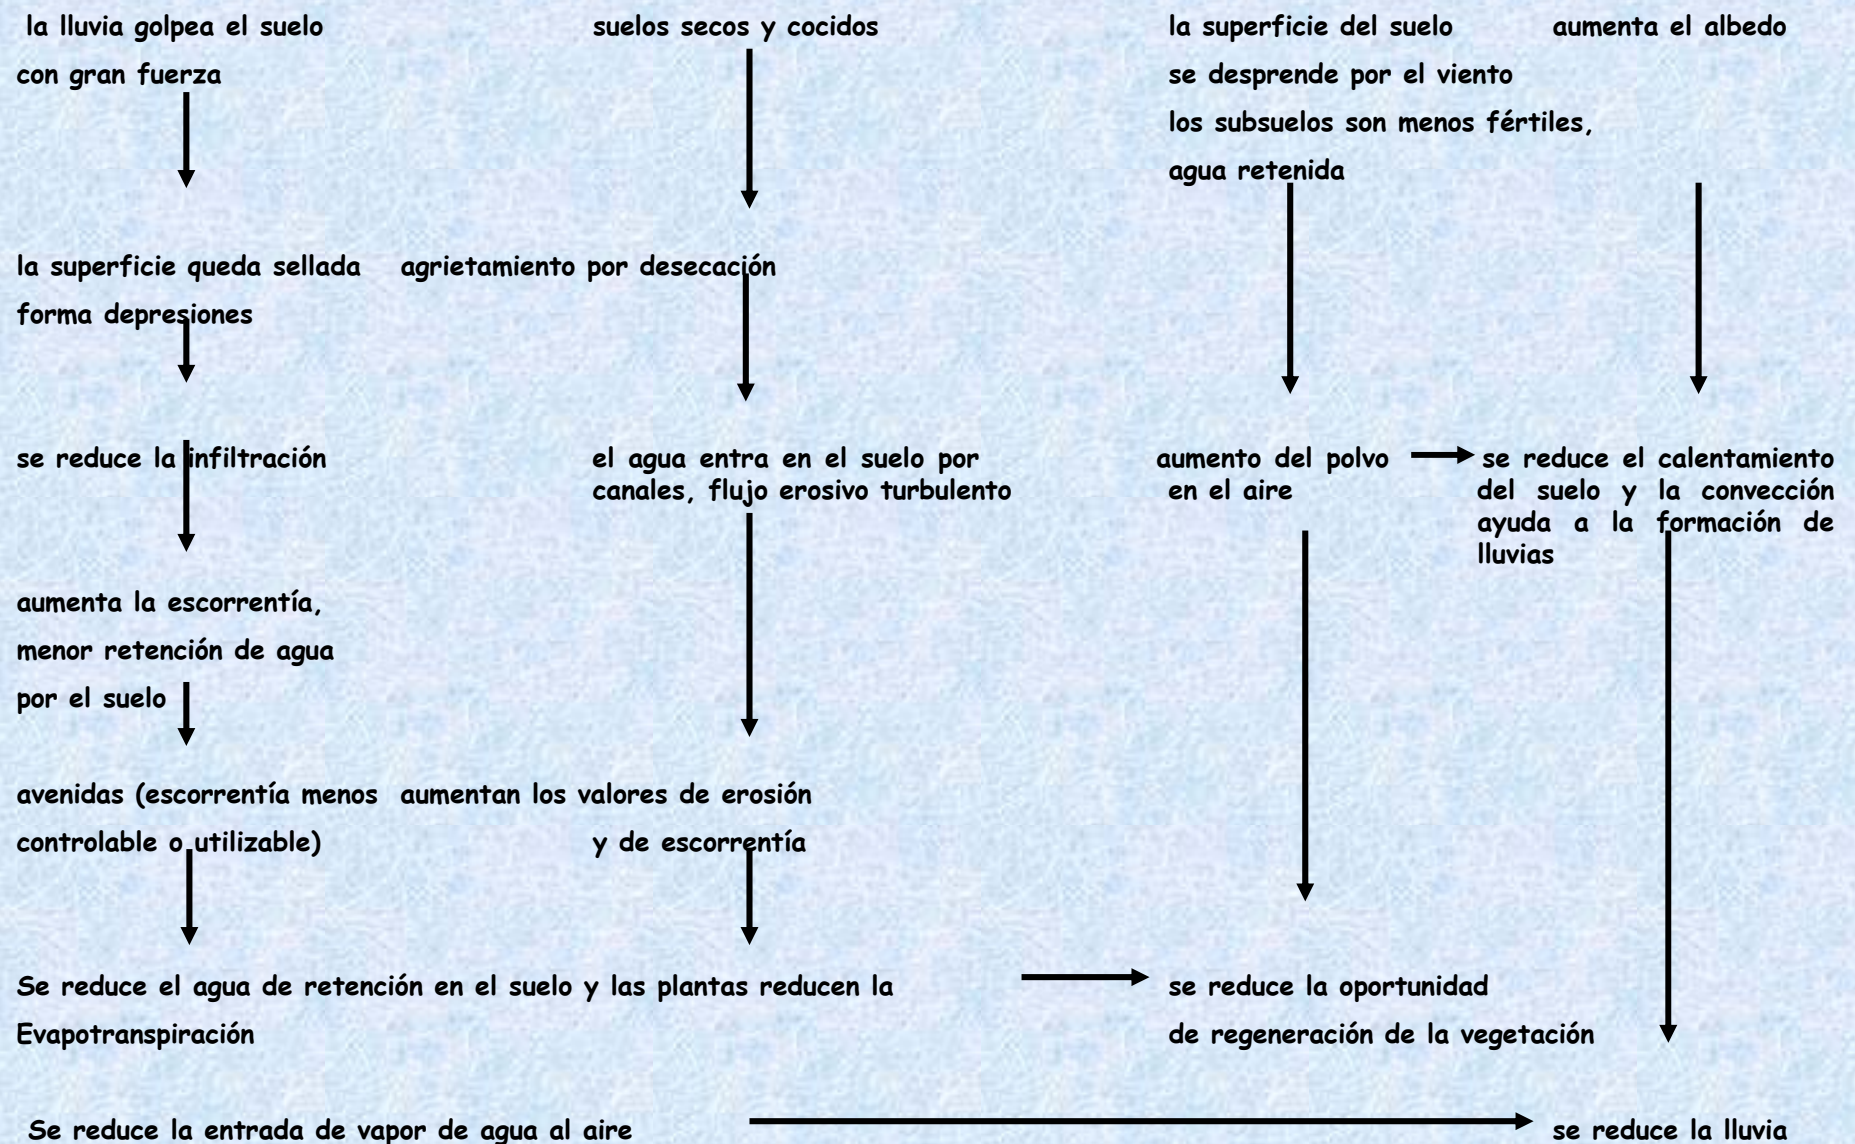 la lluvia golpea el suelo
con gran fuerza
suelos secos y cocidos
la superficie del suelo
se desprende por el viento
los subsuelos son menos fértiles,
agua retenida
aumenta el albedo
la superficie queda sellada
forma depresiones
agrietamiento por desecación
se reduce la infiltración
el agua entra en el suelo por
canales, flujo erosivo turbulento
aumento del polvo
en el aire
se reduce el calentamiento
del suelo y la convección
ayuda a la formación de
lluvias
aumenta la escorrentía,
menor retención de agua
por el suelo
avenidas (escorrentía menos
controlable o utilizable)
aumentan los valores de erosión
y de escorrentía
Se reduce el agua de retención en el suelo y las plantas reducen la
Evapotranspiración
se reduce la oportunidad
de regeneración de la vegetación
Se reduce la entrada de vapor de agua al aire
se reduce la lluvia